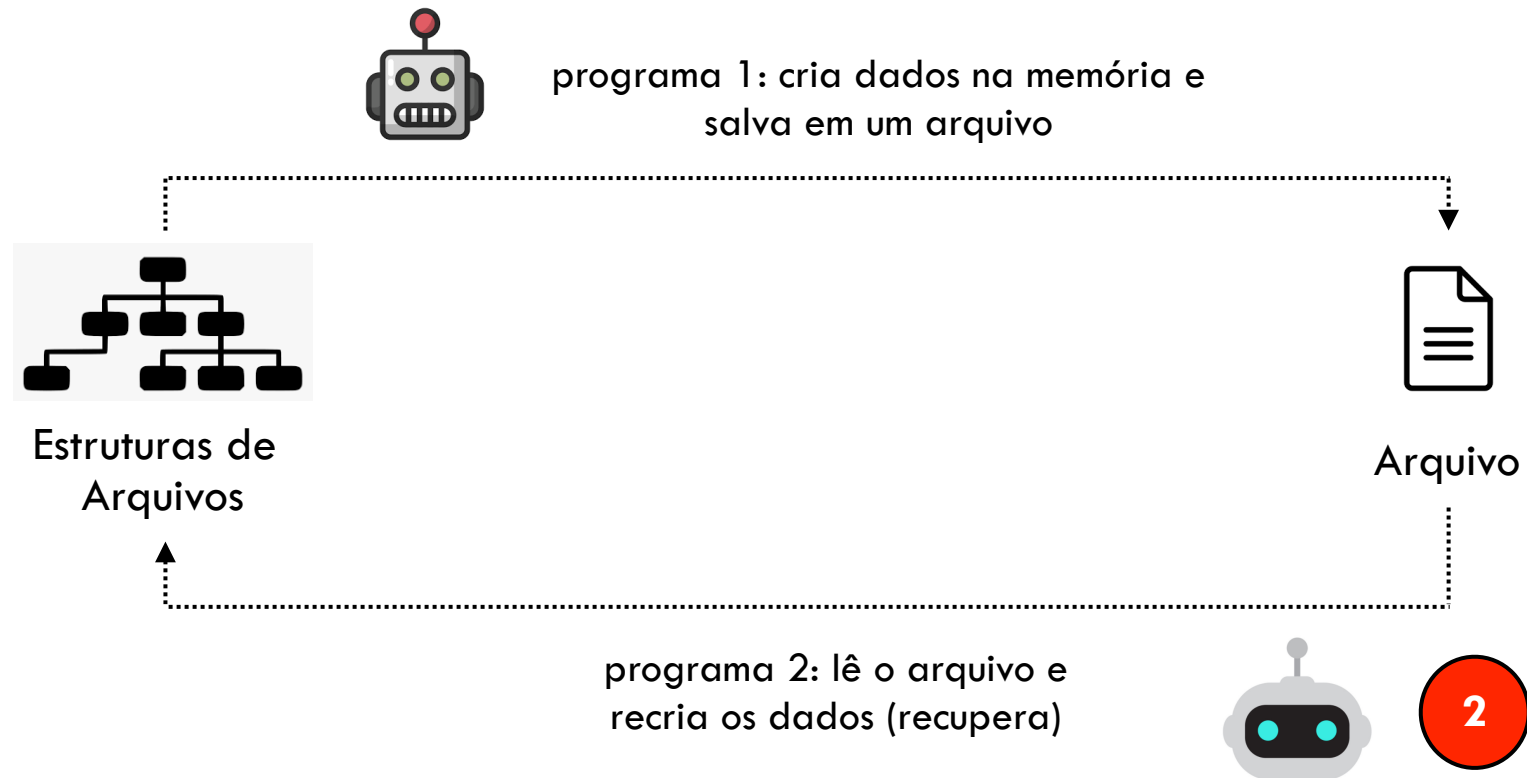 programa 1: cria dados na memória e
salva em um arquivo
Estruturas de
Arquivos
Arquivo
programa 2: lê o arquivo e
recria os dados (recupera)
2